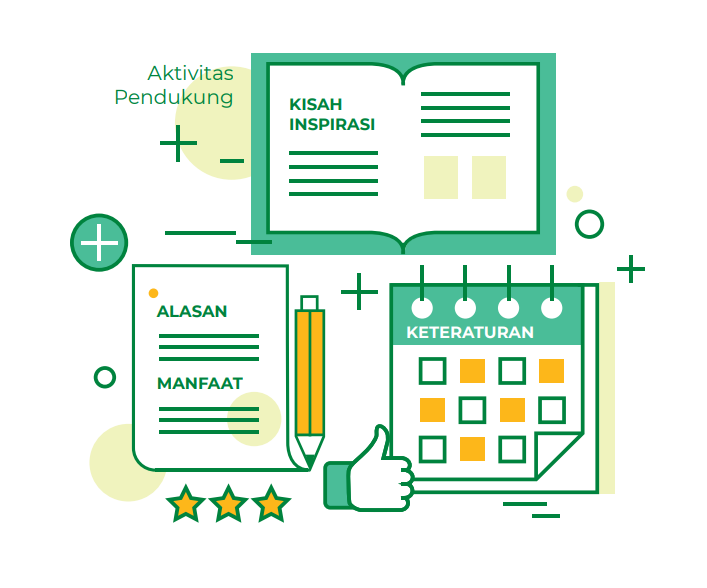 Aktivitas
Pendukung
KISAH
INSPIRASI
ALASAN
MANFAAT
KETERATURAN